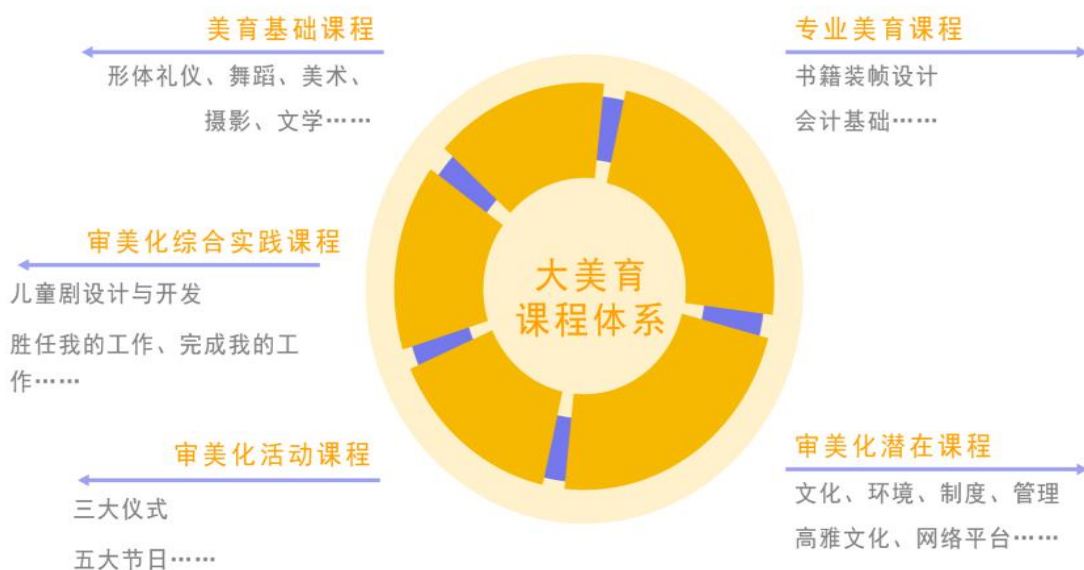 美育基础课程
形体礼仪、舞蹈、美术、
摄影、文学……
专业美育课程
书籍装帧设计
会计基础……
审美化综合实践课程
儿童剧设计与开发
胜任我的工作、完成我的工
作……
大美育
课程体系
审美化活动课程
三大仪式
五大节日……
审美化潜在课程
文化、环境、制度、管理
高雅文化、网络平台……